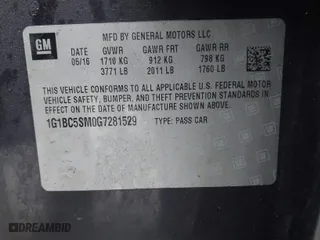 GM
MFD BY GENERAL MOTORS LLC
05/16 GVWR GAWR FRT GAWR RR
1710 KG 912 KG 798 KG
3771 LB 2011 LB 1760 LB
THIS VEHICLE CONFORMS TO ALL APPLICABLE U.S. FEDERAL MOTOR
VEHICLE SAFETY, BUMPER, AND THEFT PREVENTION STANDARDS
IN EFFECT ON THE DATE OF MANUFACTURE SHOWN ABOVE.
1G1BC5SM0G7281529 TYPE: PASS CAR
DREAMBID